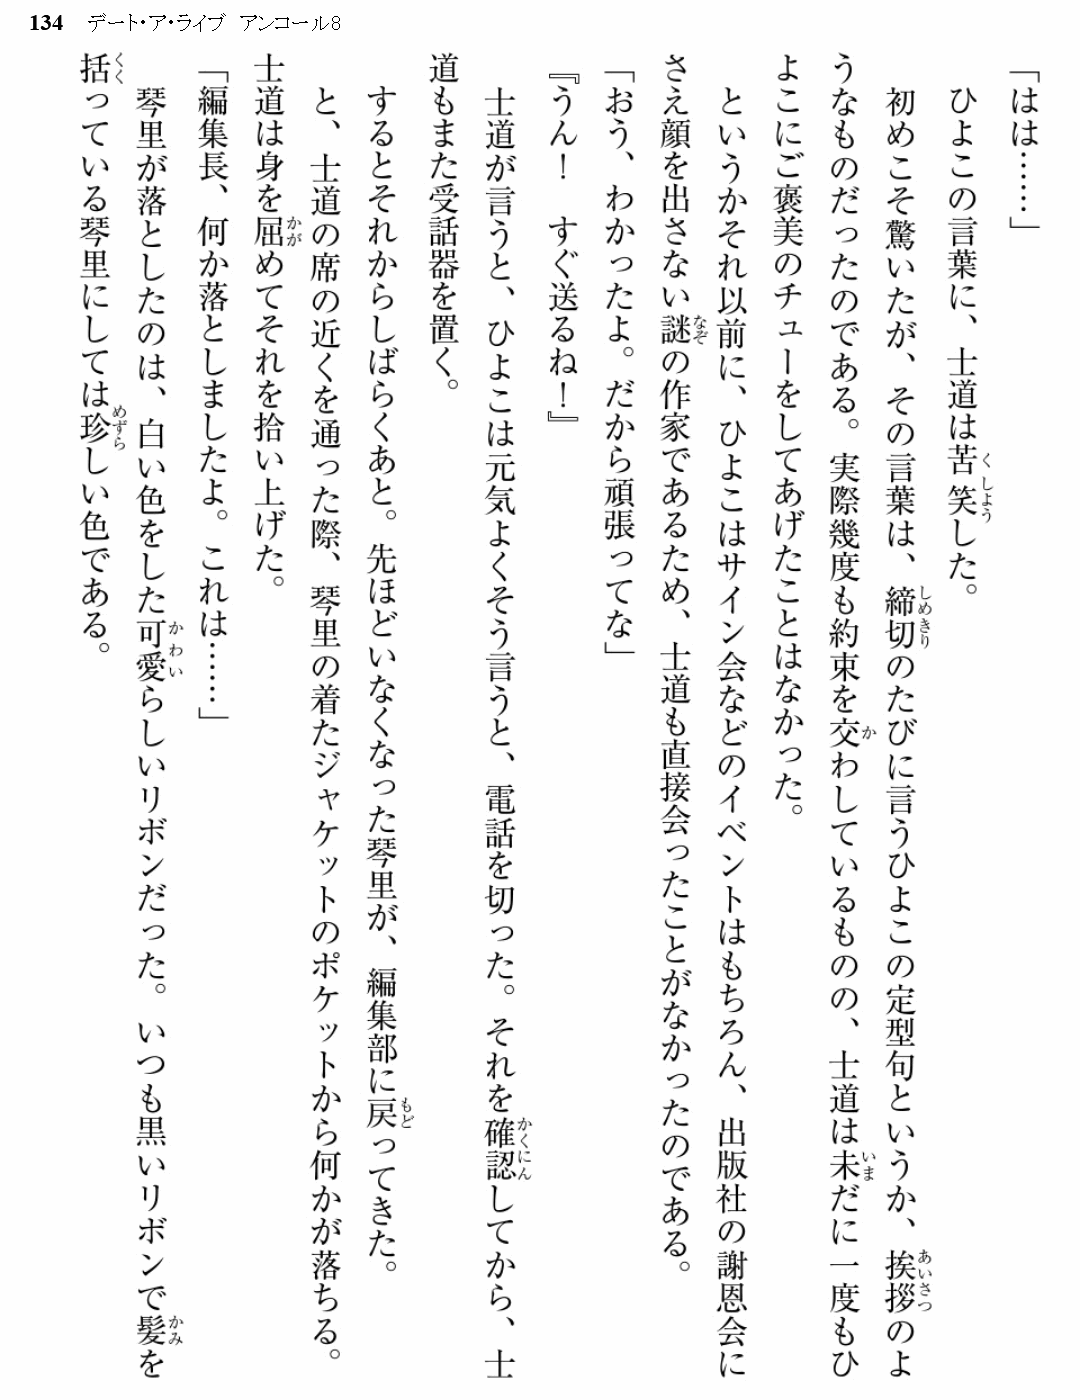 134 デート・ア・ライブ アンコール8
「はは……」
ひよこの言葉に、士道は苦笑した。
初めこそ驚いたが、その言葉は、締切のたびに言うひよこの定型句というか、挨拶のよ
うなものだったのである。実際幾度も約束を交わしているものの、士道は未だに一度もひ
よこにご褒美のチューをしてあげたことはなかった。
というかそれ以前に、ひよこはサイン会などのイベントはもちろん、出版社の謝恩会に
さえ顔を出さない謎の作家であるため、士道も直接会ったことがなかったのである。
「おう、わかったよ。だから頑張ってな」
『うん！　すぐ送るね！』
士道が言うと、ひよこは元気よくそう言うと、電話を切った。それを確認してから、士
道もまた受話器を置く。
するとそれからしばらくあと。先ほどいなくなった琴里が、編集部に戻ってきた。
と、士道の席の近くを通った際、琴里の着たジャケットのポケットから何かが落ちる。
士道は身を屈めてそれを拾い上げた。
「編集長、何か落としましたよ。これは……」
琴里が落としたのは、白い色をした可愛らしいリボンだった。いつも黒いリボンで髪を
括っている琴里にしては珍しい色である。